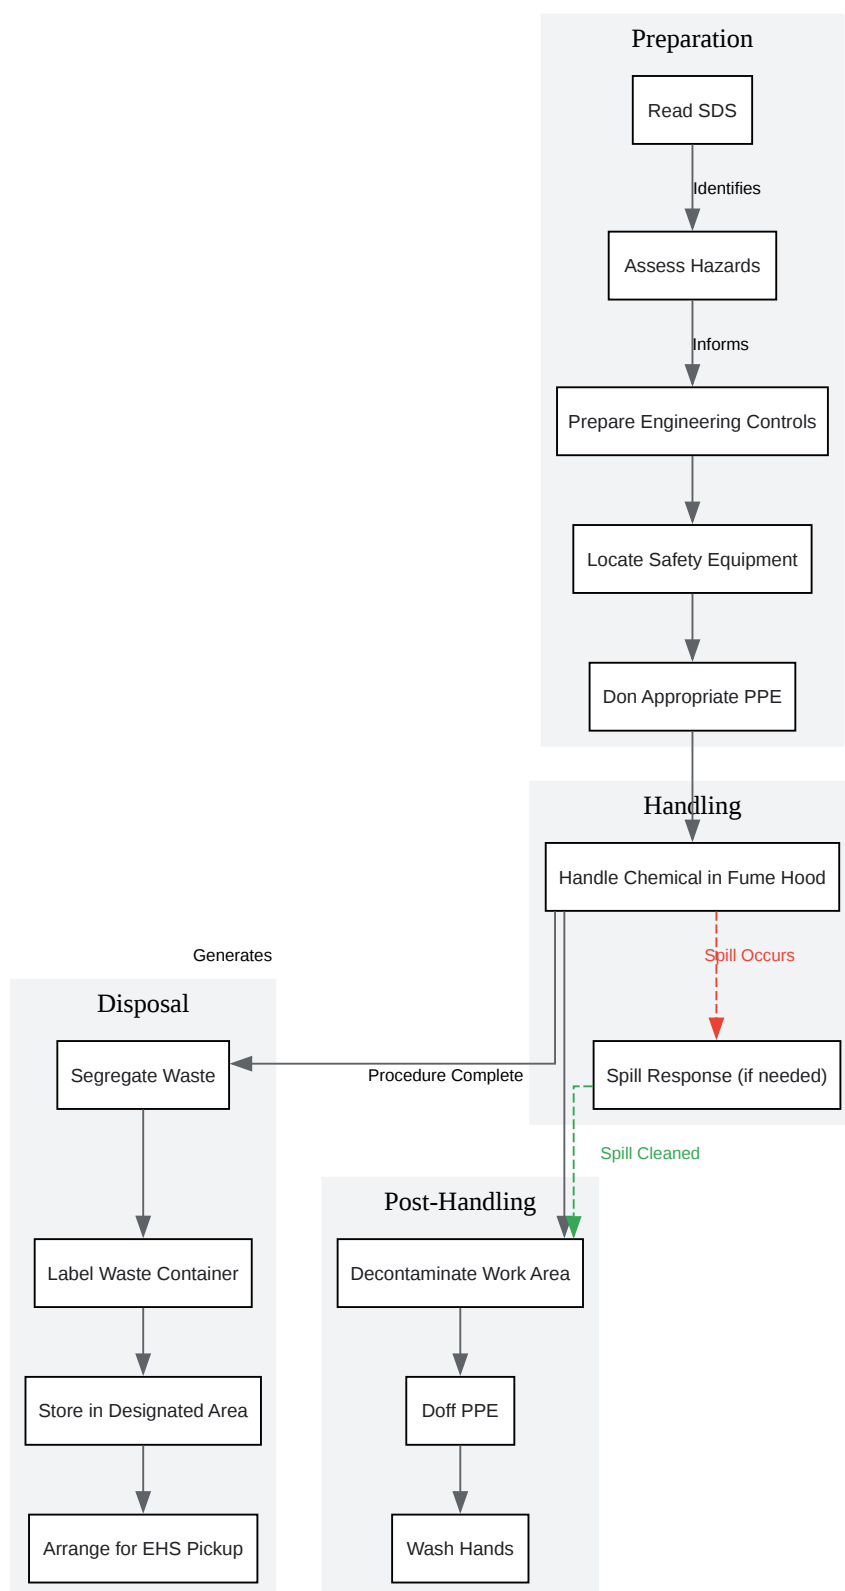 Preparation
Read SDS
Identifies
Assess Hazards
Informs
Prepare Engineering Controls
Locate Safety Equipment
Don Appropriate PPE
Handling
Handle Chemical in Fume Hood
Generates
Spill Occurs
Disposal
Segregate Waste
Procedure Complete
Spill Response (if needed)
Spill Cleaned
Post-Handling
Label Waste Container
Decontaminate Work Area
Store in Designated Area
Doff PPE
Arrange for EHS Pickup
Wash Hands